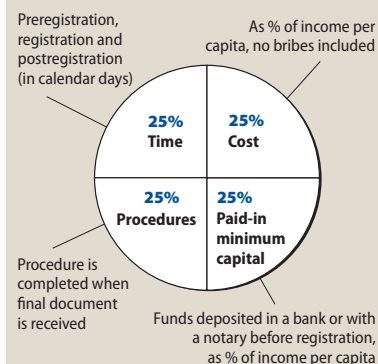 Preregistration,
registration and
postregistration
(in calendar days)
As % of income per
capita, no bribes included
25%
Time
25%
Cost
25%
Procedures
25%
Paid-in
minimum
capital
Procedure is
completed when
final document
is received
Funds deposited in a bank or with
a notary before registration,
as % of income per capita